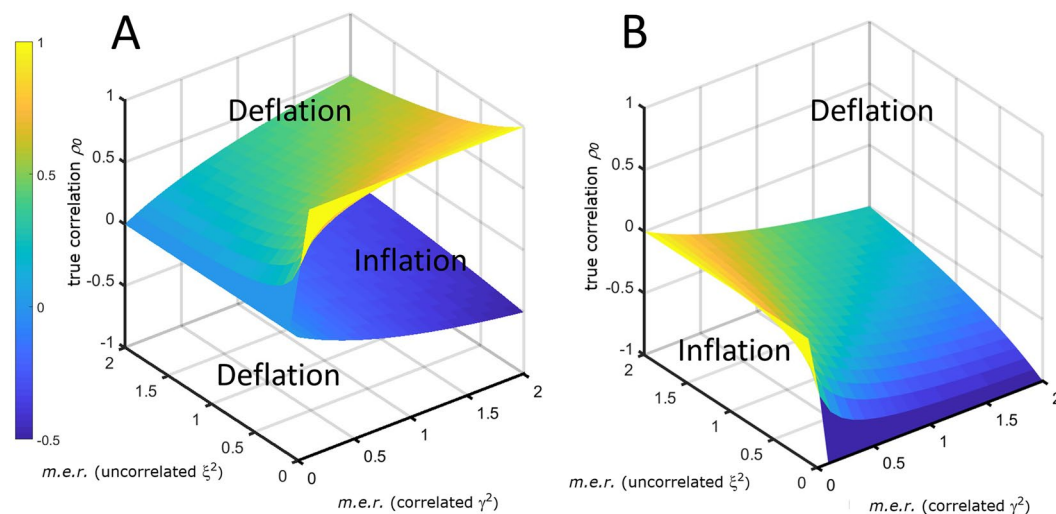 A
B
1
0.5
0
-0.5
true correlation ρ₀
1
0.5
0
-0.5
-1
Deflation
Inflation
Deflation
2
1.5
1
0.5
0
m.e.r. (uncorrelated ξ²)
0
0.5
1
1.5
2
m.e.r. (correlated γ²)
true correlation ρ₀
1
0.5
0
-0.5
-1
Deflation
Inflation
2
1.5
1
0.5
0
m.e.r. (uncorrelated ξ²)
0
0.5
1
1.5
2
m.e.r. (correlated γ²)